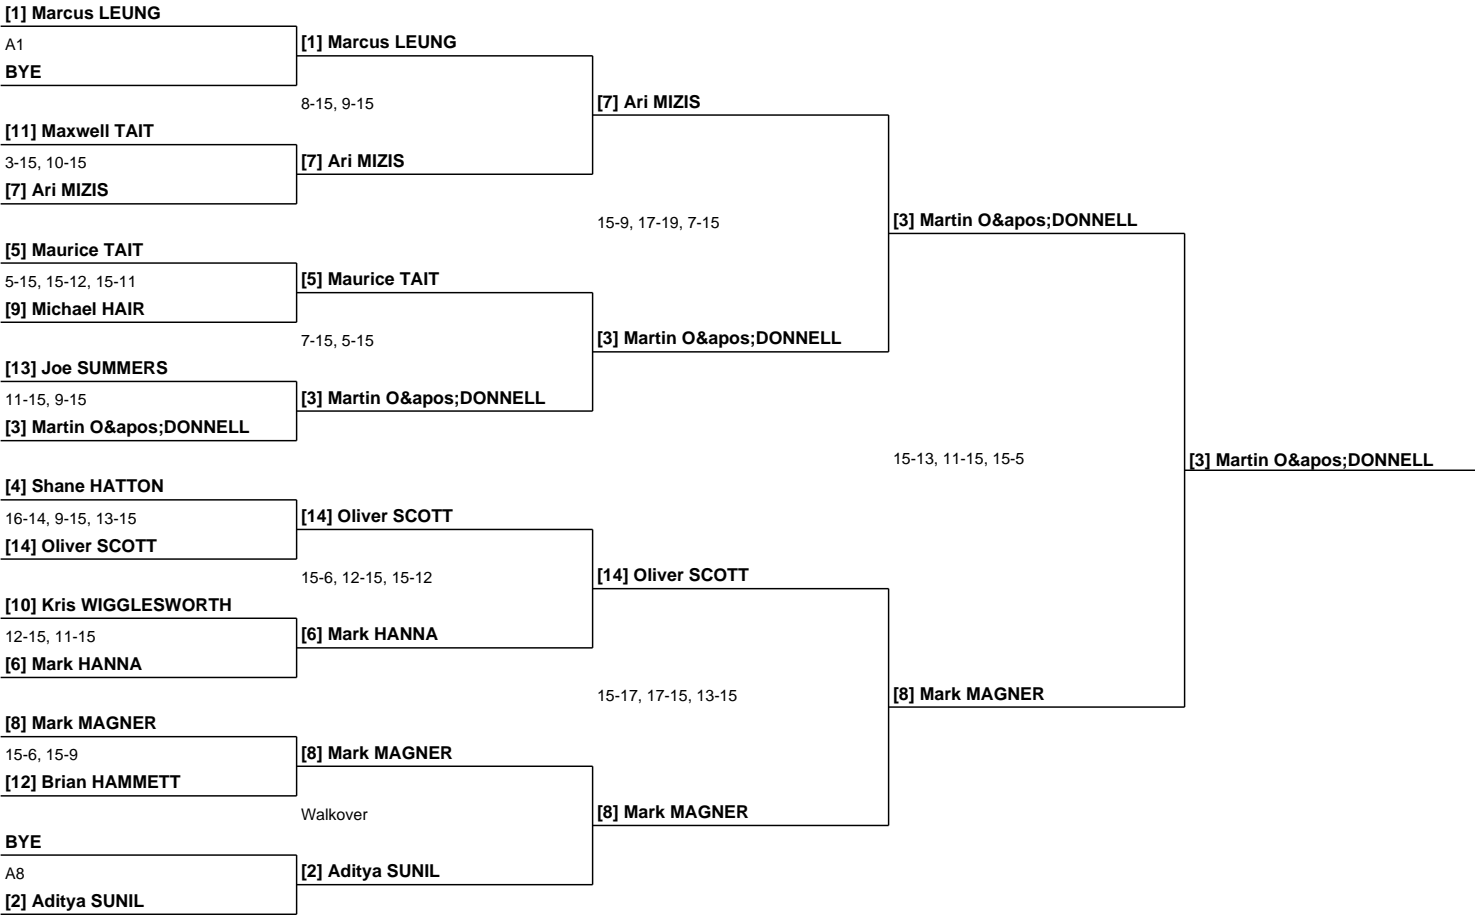 [1] Marcus LEUNG
A1
BYE
[11] Maxwell TAIT
3-15, 10-15
[7] Ari MIZIS
[5] Maurice TAIT
5-15, 15-12, 15-11
[9] Michael HAIR
[13] Joe SUMMERS
11-15, 9-15
[3] Martin O&apos;DONNELL
[4] Shane HATTON
16-14, 9-15, 13-15
[14] Oliver SCOTT
[10] Kris WIGGLESWORTH
12-15, 11-15
[6] Mark HANNA
[8] Mark MAGNER
15-6, 15-9
[12] Brian HAMMETT
BYE
A8
[2] Aditya SUNIL
[1] Marcus LEUNG
8-15, 9-15
[7] Ari MIZIS
[5] Maurice TAIT
7-15, 5-15
[3] Martin O&apos;DONNELL
[14] Oliver SCOTT
15-6, 12-15, 15-12
[6] Mark HANNA
[8] Mark MAGNER
Walkover
[2] Aditya SUNIL
[7] Ari MIZIS
15-9, 17-19, 7-15
[3] Martin O&apos;DONNELL
[14] Oliver SCOTT
15-17, 17-15, 13-15
[8] Mark MAGNER
[3] Martin O&apos;DONNELL
15-13, 11-15, 15-5
[8] Mark MAGNER
[3] Martin O&apos;DONNELL